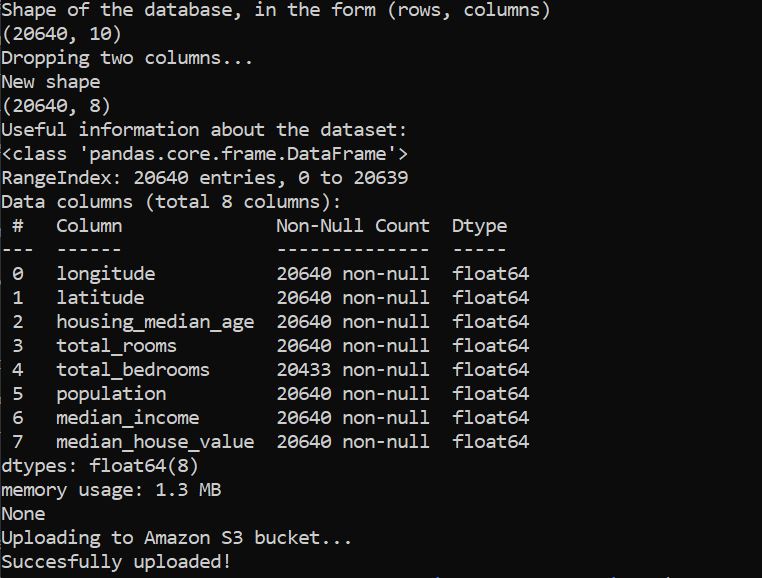 Shape of the database, in the form (rows, columns)
(20640, 10)
Dropping two columns...
New shape
(20640, 8)
Useful information about the dataset:
<class 'pandas.core.frame.DataFrame'>
RangeIndex: 20640 entries, 0 to 20639
Data columns (total 8 columns):
 #   Column              Non-Null Count  Dtype
---  ------              --------------  -----
 0   longitude           20640 non-null  float64
 1   latitude            20640 non-null  float64
 2   housing_median_age  20640 non-null  float64
 3   total_rooms         20640 non-null  float64
 4   total_bedrooms      20433 non-null  float64
 5   population          20640 non-null  float64
 6   median_income       20640 non-null  float64
 7   median_house_value  20640 non-null  float64
dtypes: float64(8)
memory usage: 1.3 MB
None
Uploading to Amazon S3 bucket...
Succesfully uploaded!